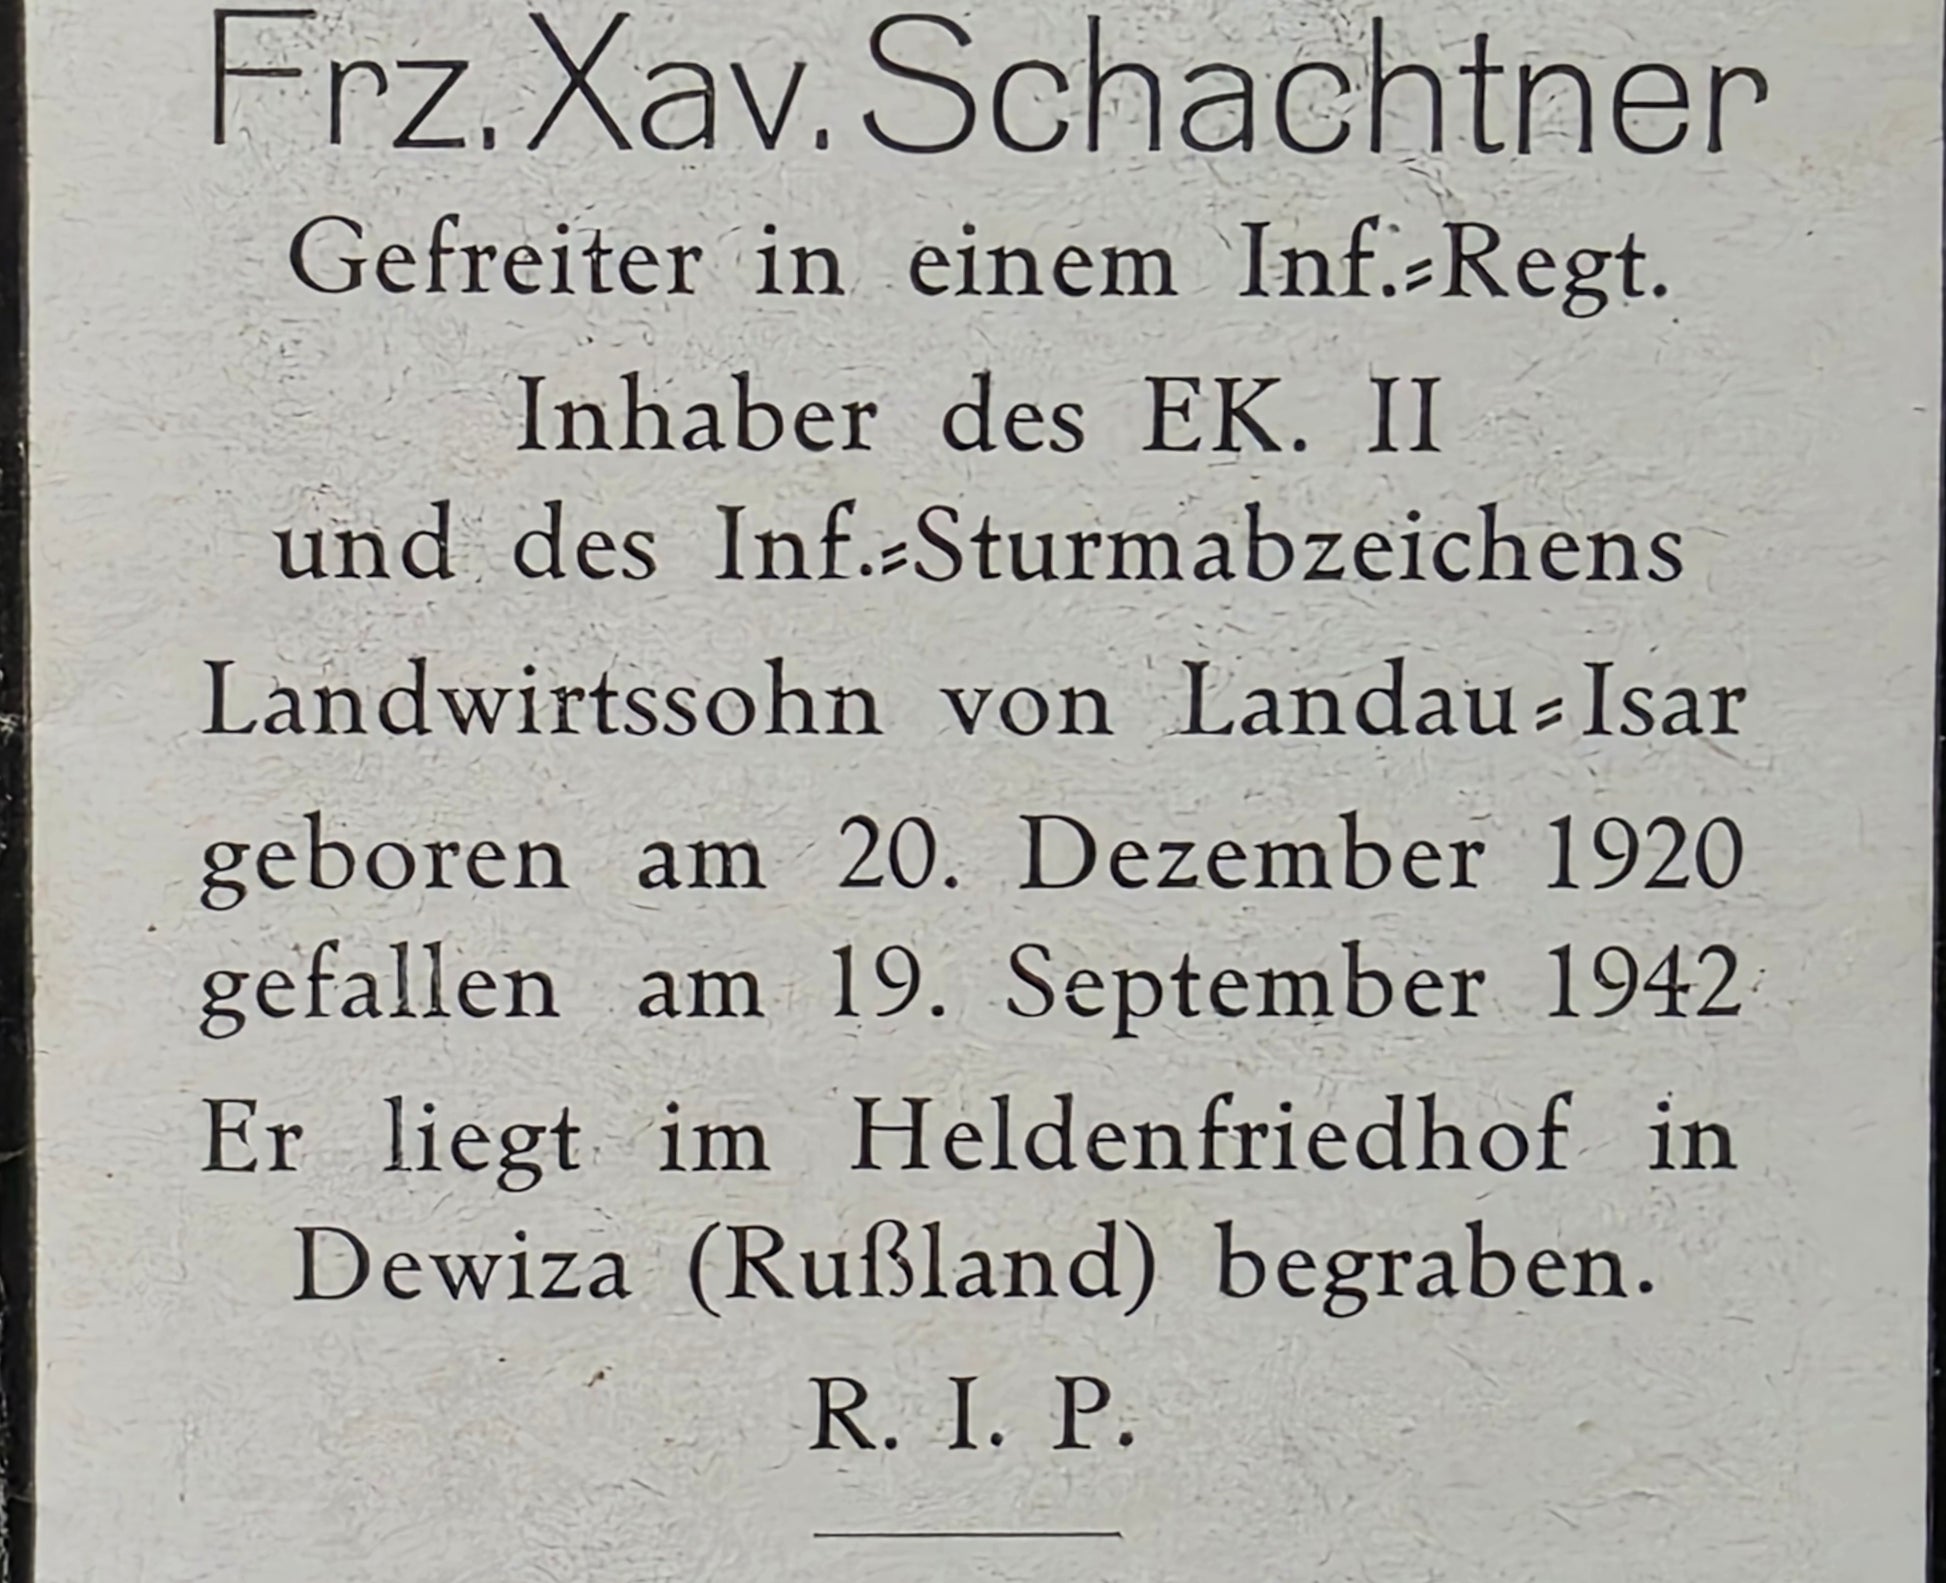 Frz. Xav. Schachtner
Gefreiter in einem Inf.⸗Regt.
Inhaber des EK. II
und des Inf.⸗Sturmabzeichens
Landwirtssohn von Landau⸗Isar
geboren am 20. Dezember 1920
gefallen am 19. September 1942
Er liegt im Heldenfriedhof in
Dewiza (Rußland) begraben.
R. I. P.